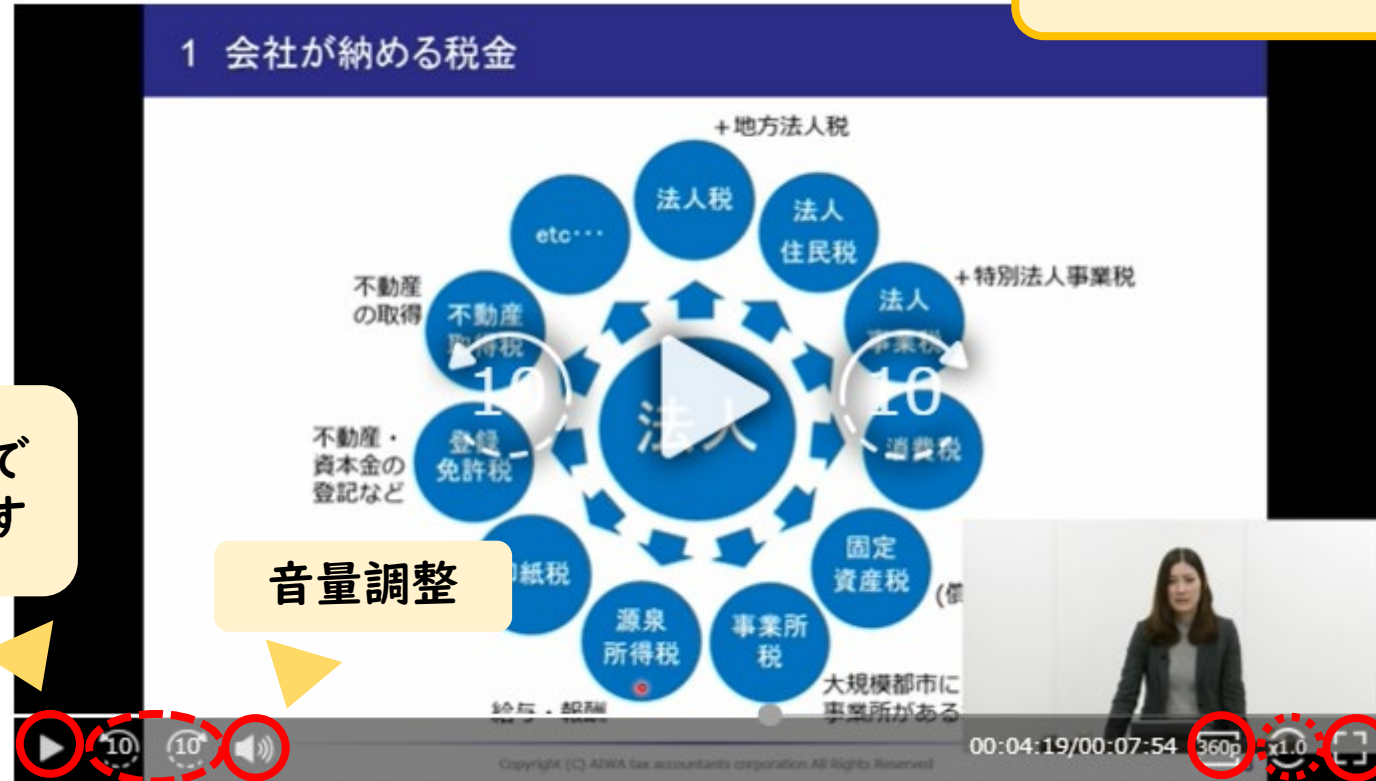 1 会社が納める税金
+地方法人税
法人税
法人
住民税
etc・・・
+特別法人事業税
法人
事業税
不動産
の取得
不動産
取得税
10
10
法人
消費税
不動産・
資本金の
登記など
登録
免許税
で
す
音量調整
紙税
固定
資産税
源泉
所得税
事業所
税
大規模都市に
事業所がある
給与・報酬
10
10
00:04:19/00:07:54
360p
x1.0
Copyright (C) AIWA tax accountants corporation All Rights Reserved